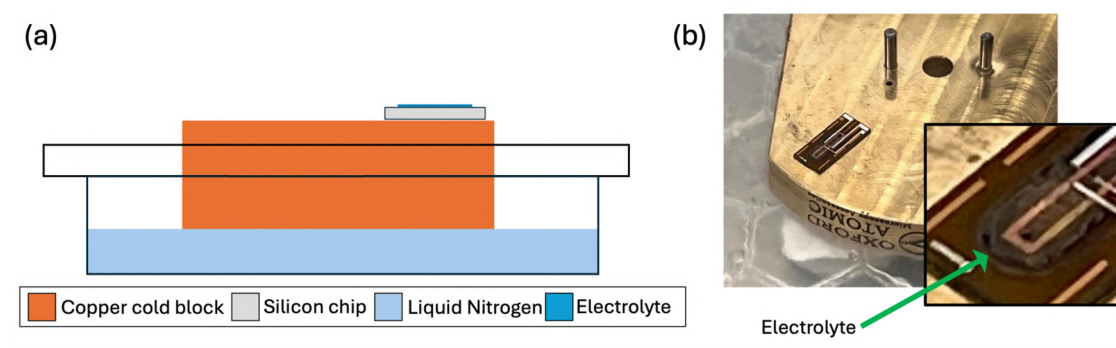 (a)
Copper cold block
Silicon chip
Liquid Nitrogen
Electrolyte
(b)
OXFORD
ATOMIC
Electrolyte